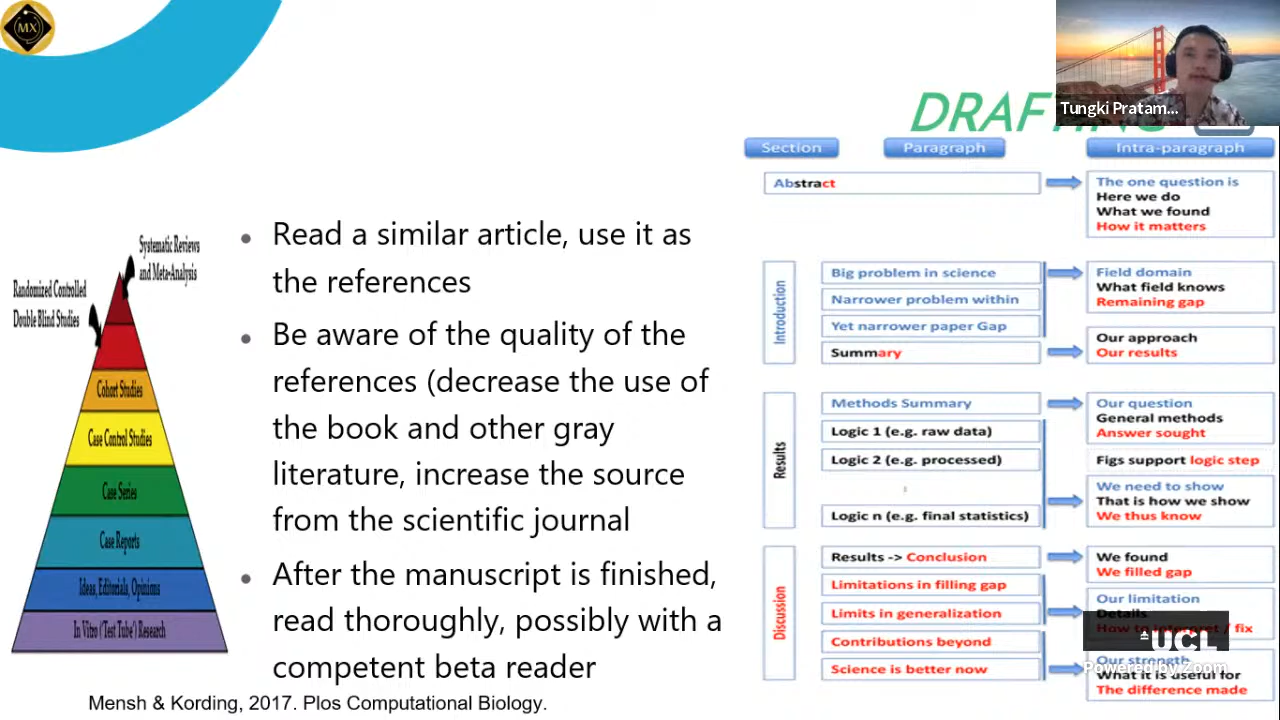 MX
Tungki Pratam...
DRAFTING
Section
Paragraph
Intra-paragraph
Abstract
The one question is
Here we do
What we found
How it matters
Introduction
Big problem in science
Narrower problem within
Yet narrower paper Gap
Summary
Field domain
What field knows
Remaining gap
Our approach
Our results
Results
Methods Summary
Logic 1 (e.g. raw data)
Logic 2 (e.g. processed)
Logic n (e.g. final statistics)
Our question
General methods
Answer sought
Figs support logic step
We need to show
That is how we show
We thus know
Discussion
Results -> Conclusion
Limitations in filling gap
Limits in generalization
Contributions beyond
Science is better now
We found
We filled gap
Our limitation
Details
How to interpret / fix
Our strength
What it is useful for
The difference made
UCL
Powered by Zoom
Systematic Reviews
and Meta-Analysis
Randomized Controlled
Double Blind Studies
Cohort Studies
Case Control Studies
Case Series
Case Reports
Ideas, Editorials, Opinions
In Vitro ('Test Tube') Research
• Read a similar article, use it as
the references
• Be aware of the quality of the
references (decrease the use of
the book and other gray
literature, increase the source
from the scientific journal
• After the manuscript is finished,
read thoroughly, possibly with a
competent beta reader
Mensh & Kording, 2017. Plos Computational Biology.